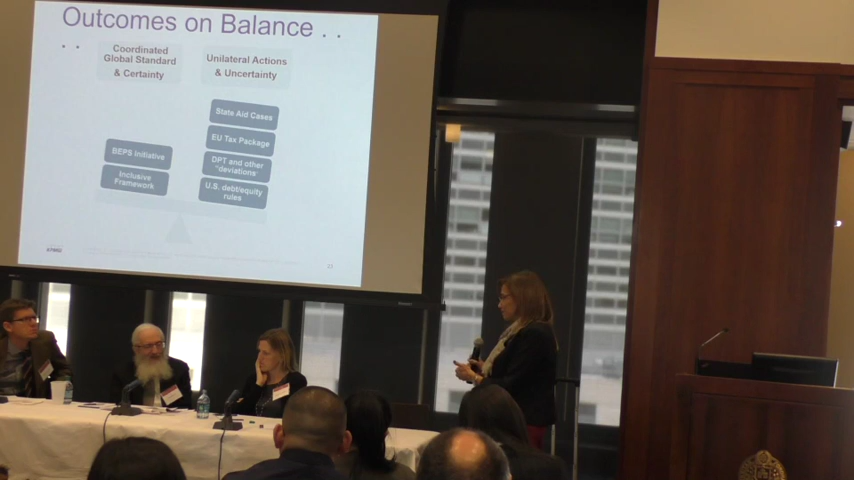 Outcomes on Balance . .
. .
Coordinated
Global Standard
& Certainty
Unilateral Actions
& Uncertainty
State Aid Cases
EU Tax Package
DPT and other
"deviations'
U.S. debt/equity
rules
BEPS Initiative
Inclusive
Framework
KPMG